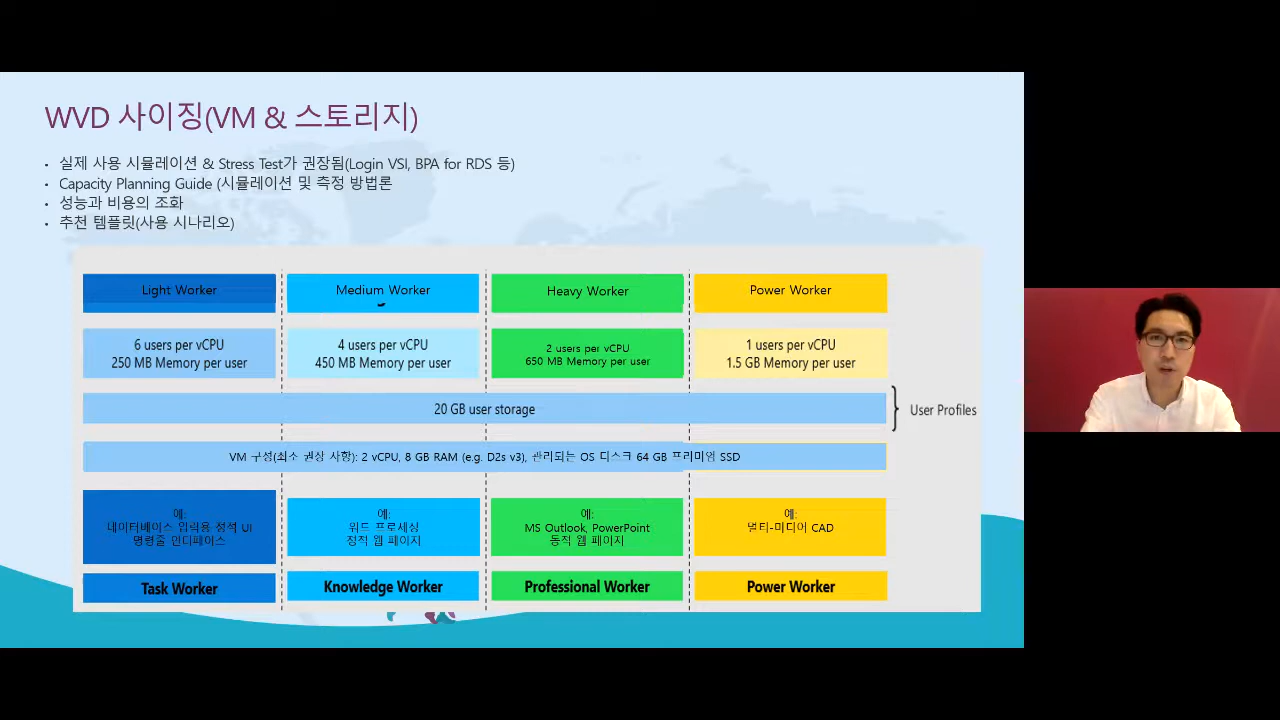 WVD 사이징(VM & 스토리지)
• 실제 사용 시뮬레이션 & Stress Test가 권장됨(Login VSI, BPA for RDS 등)
• Capacity Planning Guide (시뮬레이션 및 측정 방법론
• 성능과 비용의 조화
• 추천 템플릿(사용 시나리오)
Light Worker
Medium Worker
Heavy Worker
Power Worker
6 users per vCPU
250 MB Memory per user
4 users per vCPU
450 MB Memory per user
2 users per vCPU
650 MB Memory per user
1 users per vCPU
1.5 GB Memory per user
20 GB user storage
User Profiles
VM 구성(최소 권장 사항): 2 vCPU, 8 GB RAM (e.g. D2s v3), 관리되는 OS 디스크 64 GB 프리미엄 SSD
예:
데이터베이스 입력용 정적 UI
명령줄 인터페이스
예:
워드 프로세싱
정적 웹 페이지
예:
MS Outlook, PowerPoint
동적 웹 페이지
예:
멀티-미디어 CAD
Task Worker
Knowledge Worker
Professional Worker
Power Worker